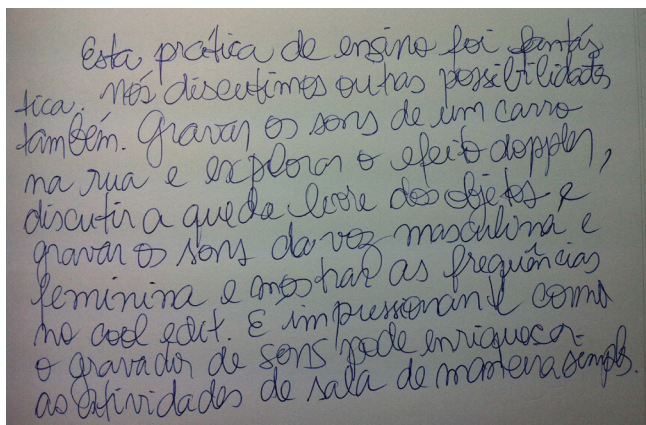 Esta prática de ensino foi fantás
tica. Nós discutimos outras possibilidades
também. Gravar os sons de um carro
na rua e explorar o efeito doppler,
discutir a queda livre dos objetos e
gravar os sons da voz masculina e
feminina e mostrar as frequências
no cool edit. É impressionante como
o gravador de sons pode enriquecer
as atividades de sala de maneira simples.